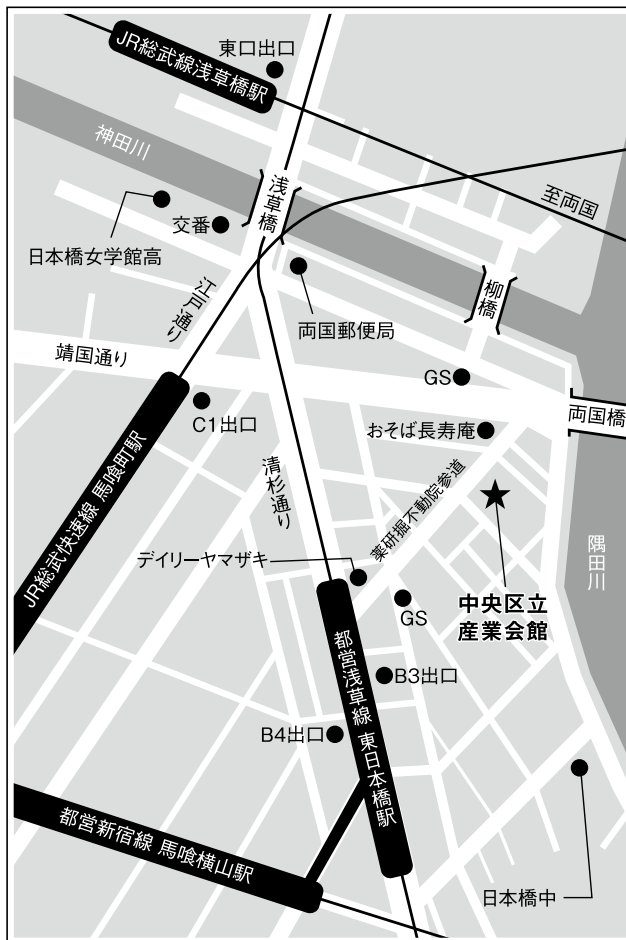 東口出口
JR総武線浅草橋駅
神田川
浅草橋
至両国
交番
日本橋女学館高
江戸通り
両国郵便局
柳橋
靖国通り
GS
両国橋
C1出口
おそば長寿庵
清杉通り
薬研掘不動院参道
JR総武快速線 馬喰町駅
隅田川
デイリーヤマザキ
GS
中央区立
産業会館
都営浅草線 東日本橋駅
B3出口
B4出口
都営新宿線 馬喰横山駅
日本橋中